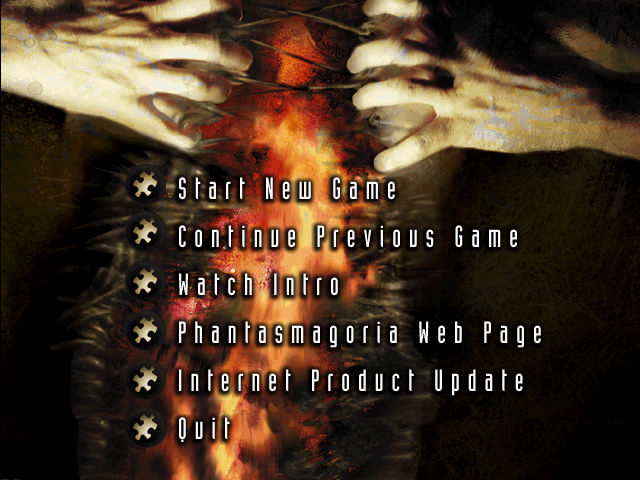 Start New Game
Continue Previous Game
Watch Intro
Phantasmagoria Web Page
Internet Product Update
Quit